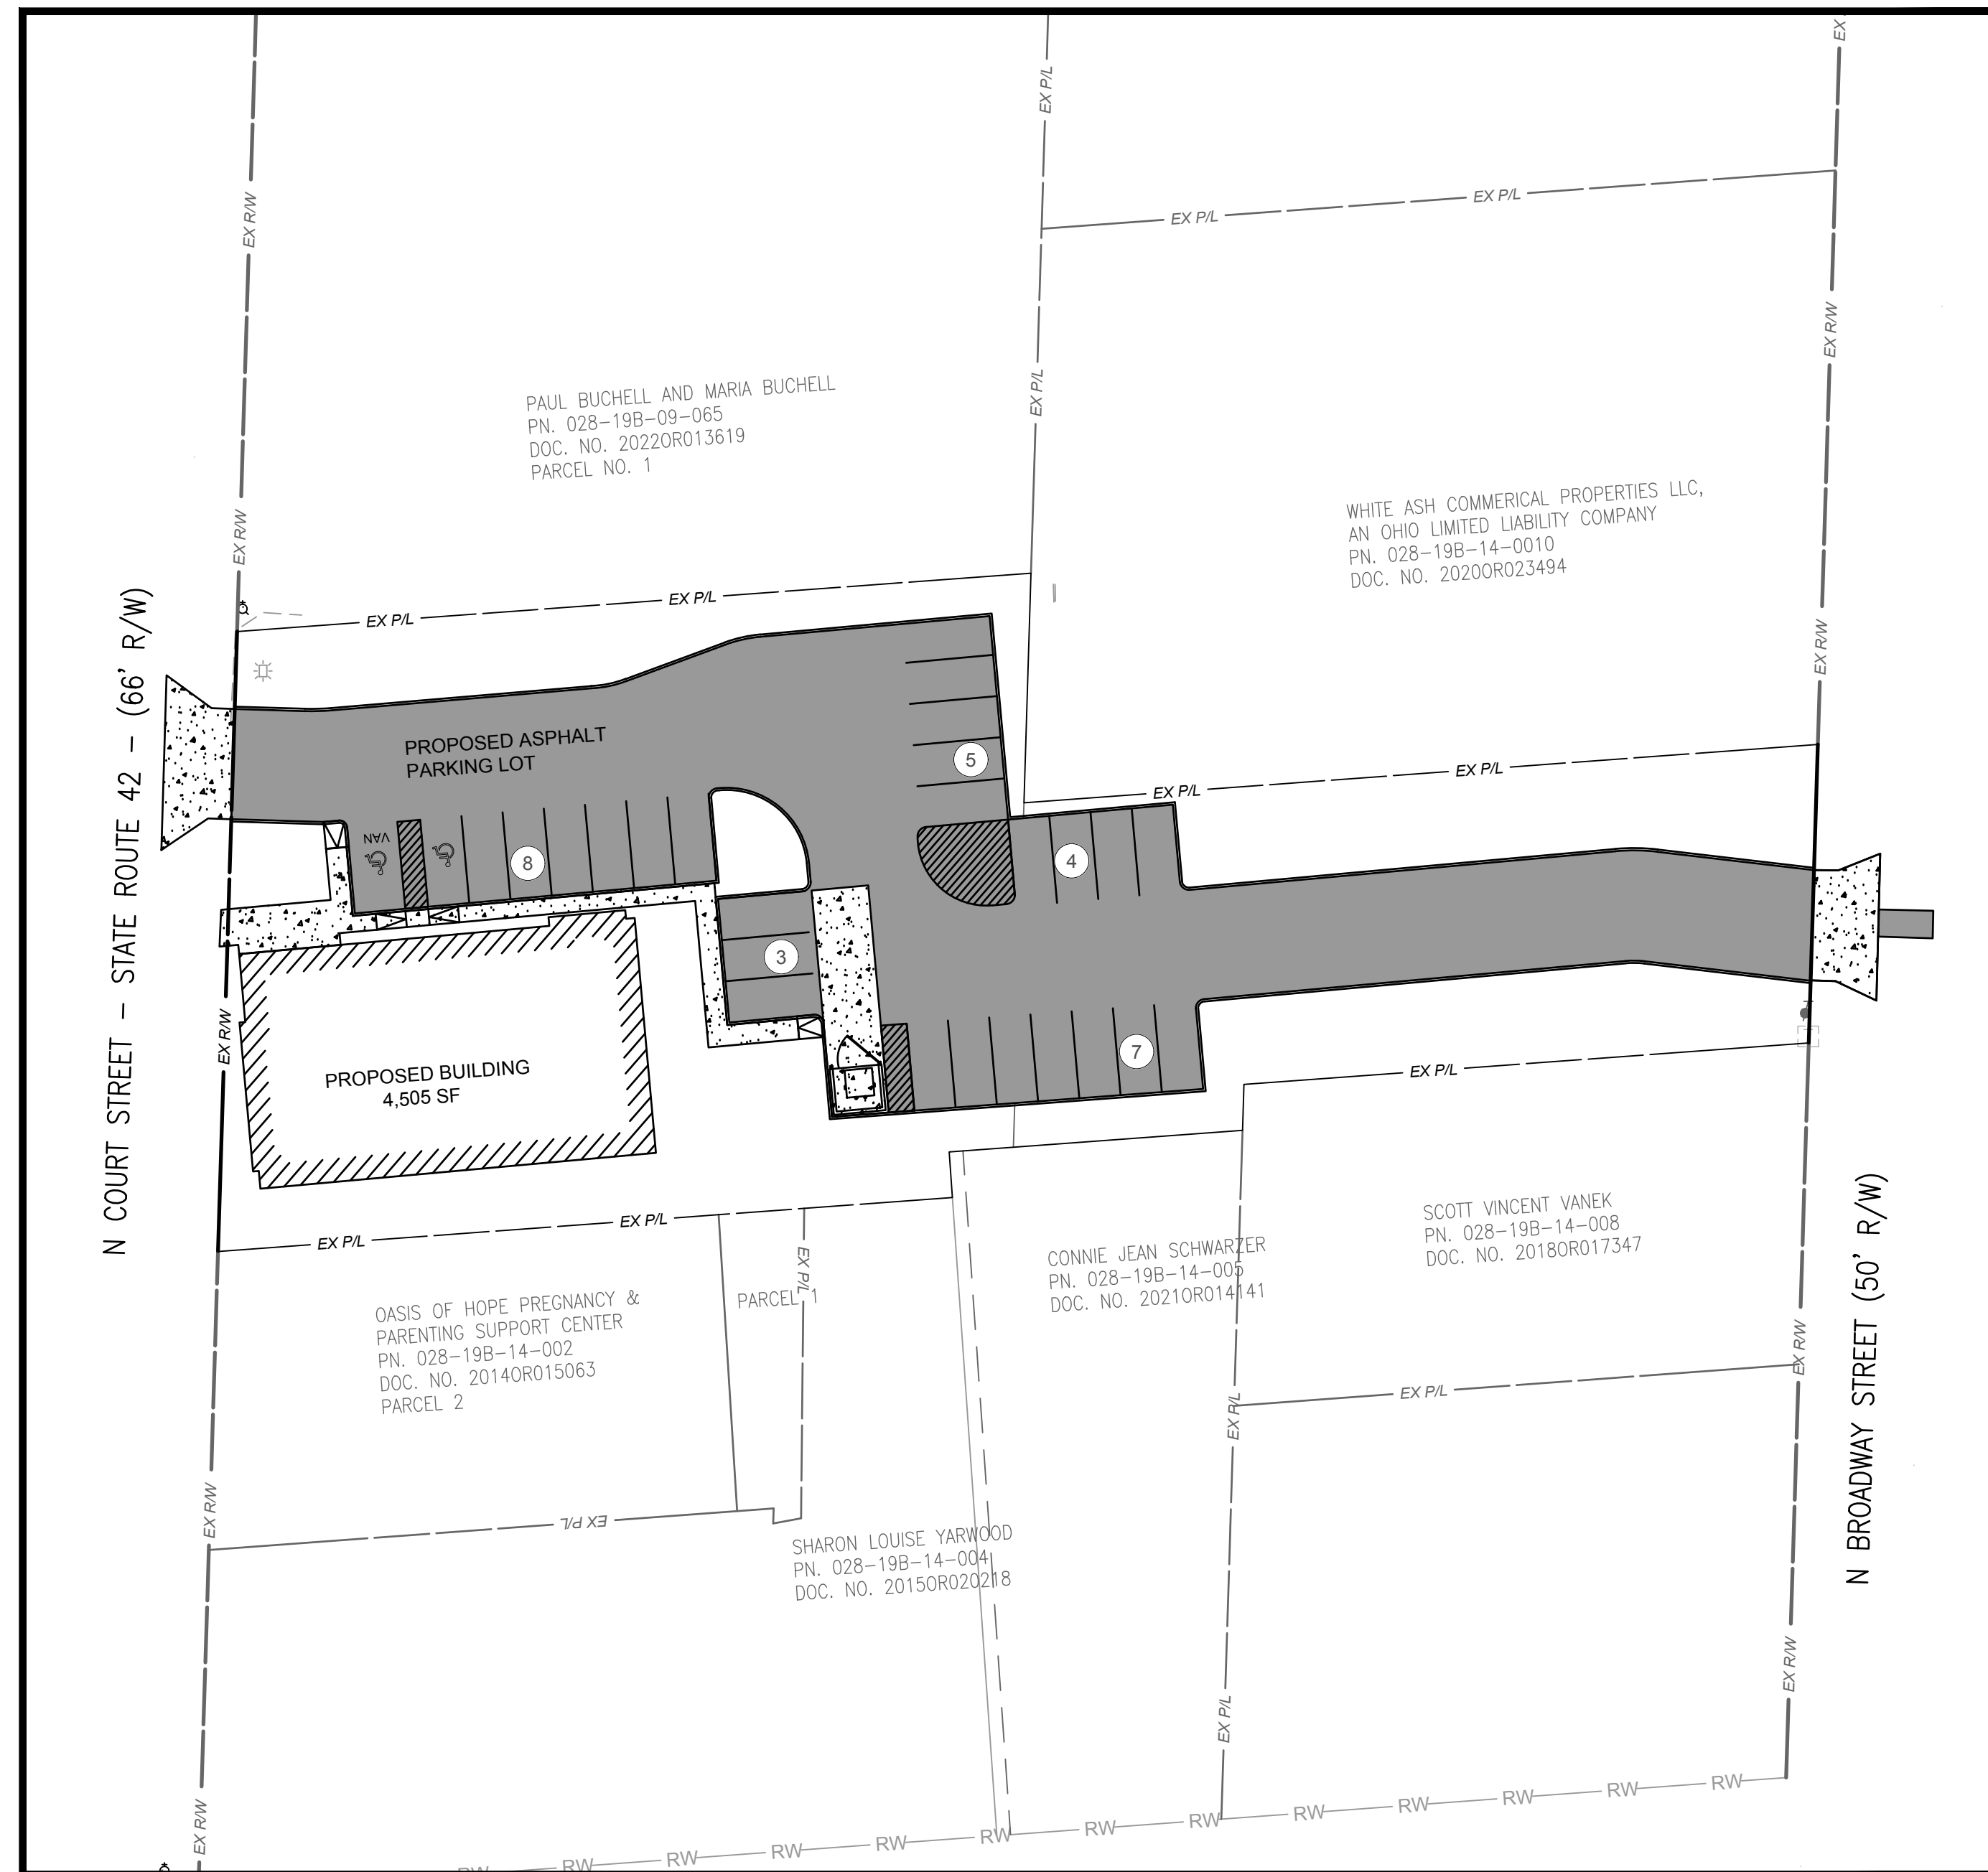 EX
EX P/L
EX P/L
EX P/L
EX R/W
EX R/W
EX P/L
PAUL BUCHELL AND MARIA BUCHELL
PN. 028-19B-09-065
DOC. NO. 2022OR013619
PARCEL NO. 1
WHITE ASH COMMERICAL PROPERTIES LLC,
AN OHIO LIMITED LIABILITY COMPANY
PN. 028-19B-14-0010
DOC. NO. 2020OR023494
EX R/W
EX P/L
EX P/L
EX R/W
N COURT STREET - STATE ROUTE 42 - (66' R/W)
PROPOSED ASPHALT
PARKING LOT
5
EX P/L
EX P/L
VAN
8
4
3
7
EX R/W
PROPOSED BUILDING
4,505 SF
EX P/L
EX P/L
EX P/L
EX P/L
SCOTT VINCENT VANEK
PN. 028-19B-14-008
DOC. NO. 2018OR017347
CONNIE JEAN SCHWARZER
PN. 028-19B-14-005
DOC. NO. 2021OR014141
PARCEL 1
OASIS OF HOPE PREGNANCY &
PARENTING SUPPORT CENTER
PN. 028-19B-14-002
DOC. NO. 2014OR015063
PARCEL 2
N BROADWAY STREET (50' R/W)
EX R/W
EX P/L
EX P/L
EX R/W
EX P/L
SHARON LOUISE YARWOOD
PN. 028-19B-14-004
DOC. NO. 2015OR020218
EX R/W
EX P/L
EX R/W
RW RW RW RW RW RW RW RW RW RW RW RW RW